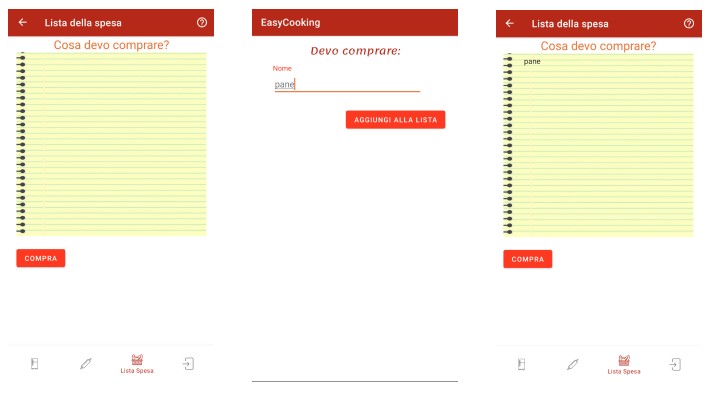 Lista della spesa
Cosa devo comprare?
COMPRA
Lista Spesa
EasyCooking
Devo comprare:
Nome
pane
AGGIUNGI ALLA LISTA
Lista della spesa
Cosa devo comprare?
pane
COMPRA
Lista Spesa